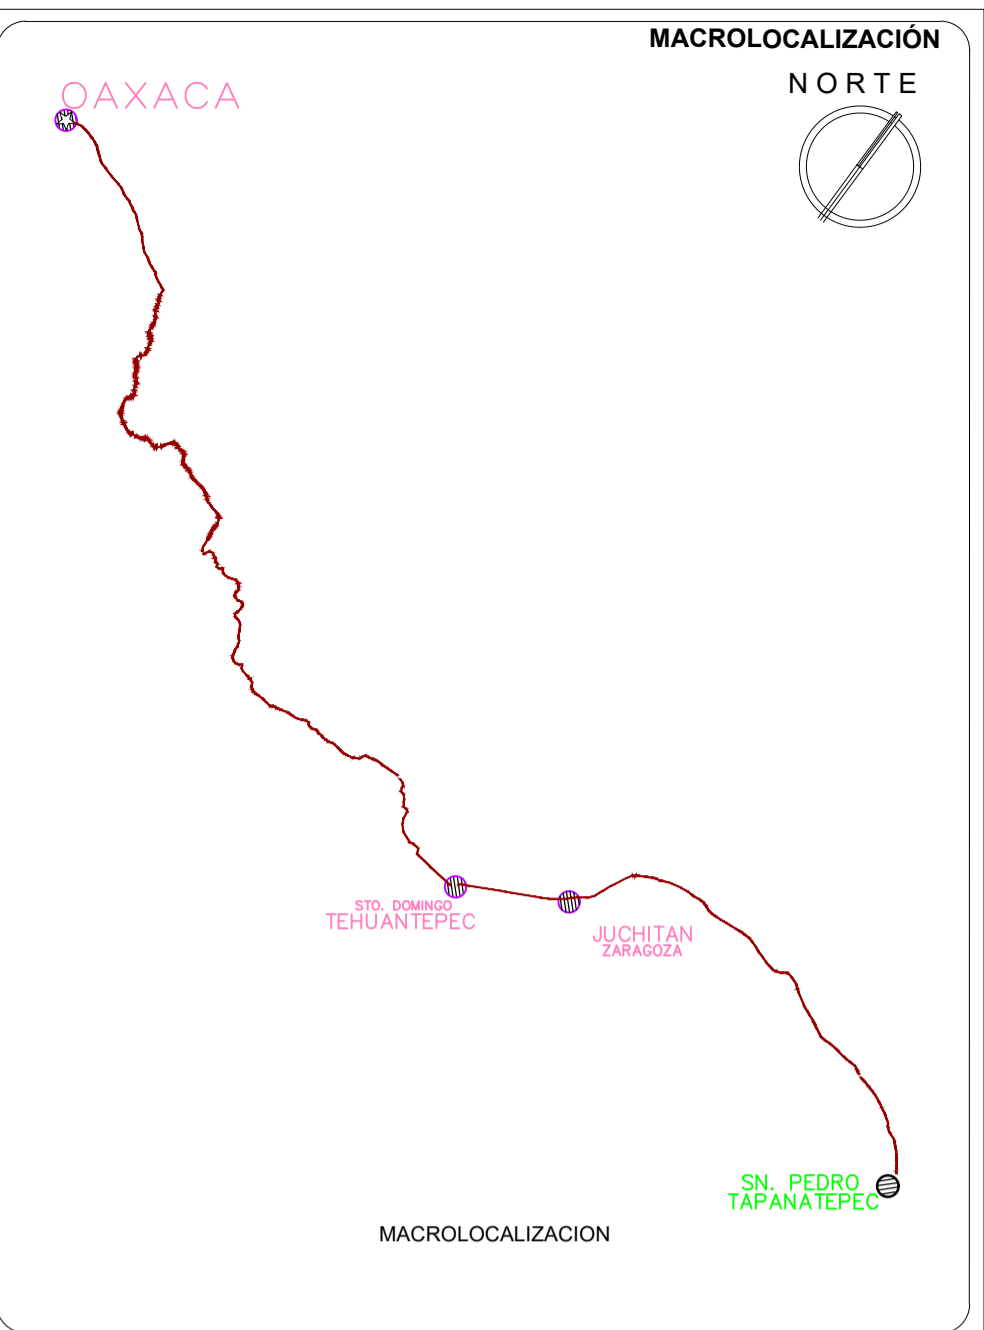 MACROLOCALIZACIÓN
NORTE
OAXACA
STO. DOMINGO
TEHUANTEPEC
JUCHITAN
ZARAGOZA
SN. PEDRO
TAPANATEPEC
MACROLOCALIZACION